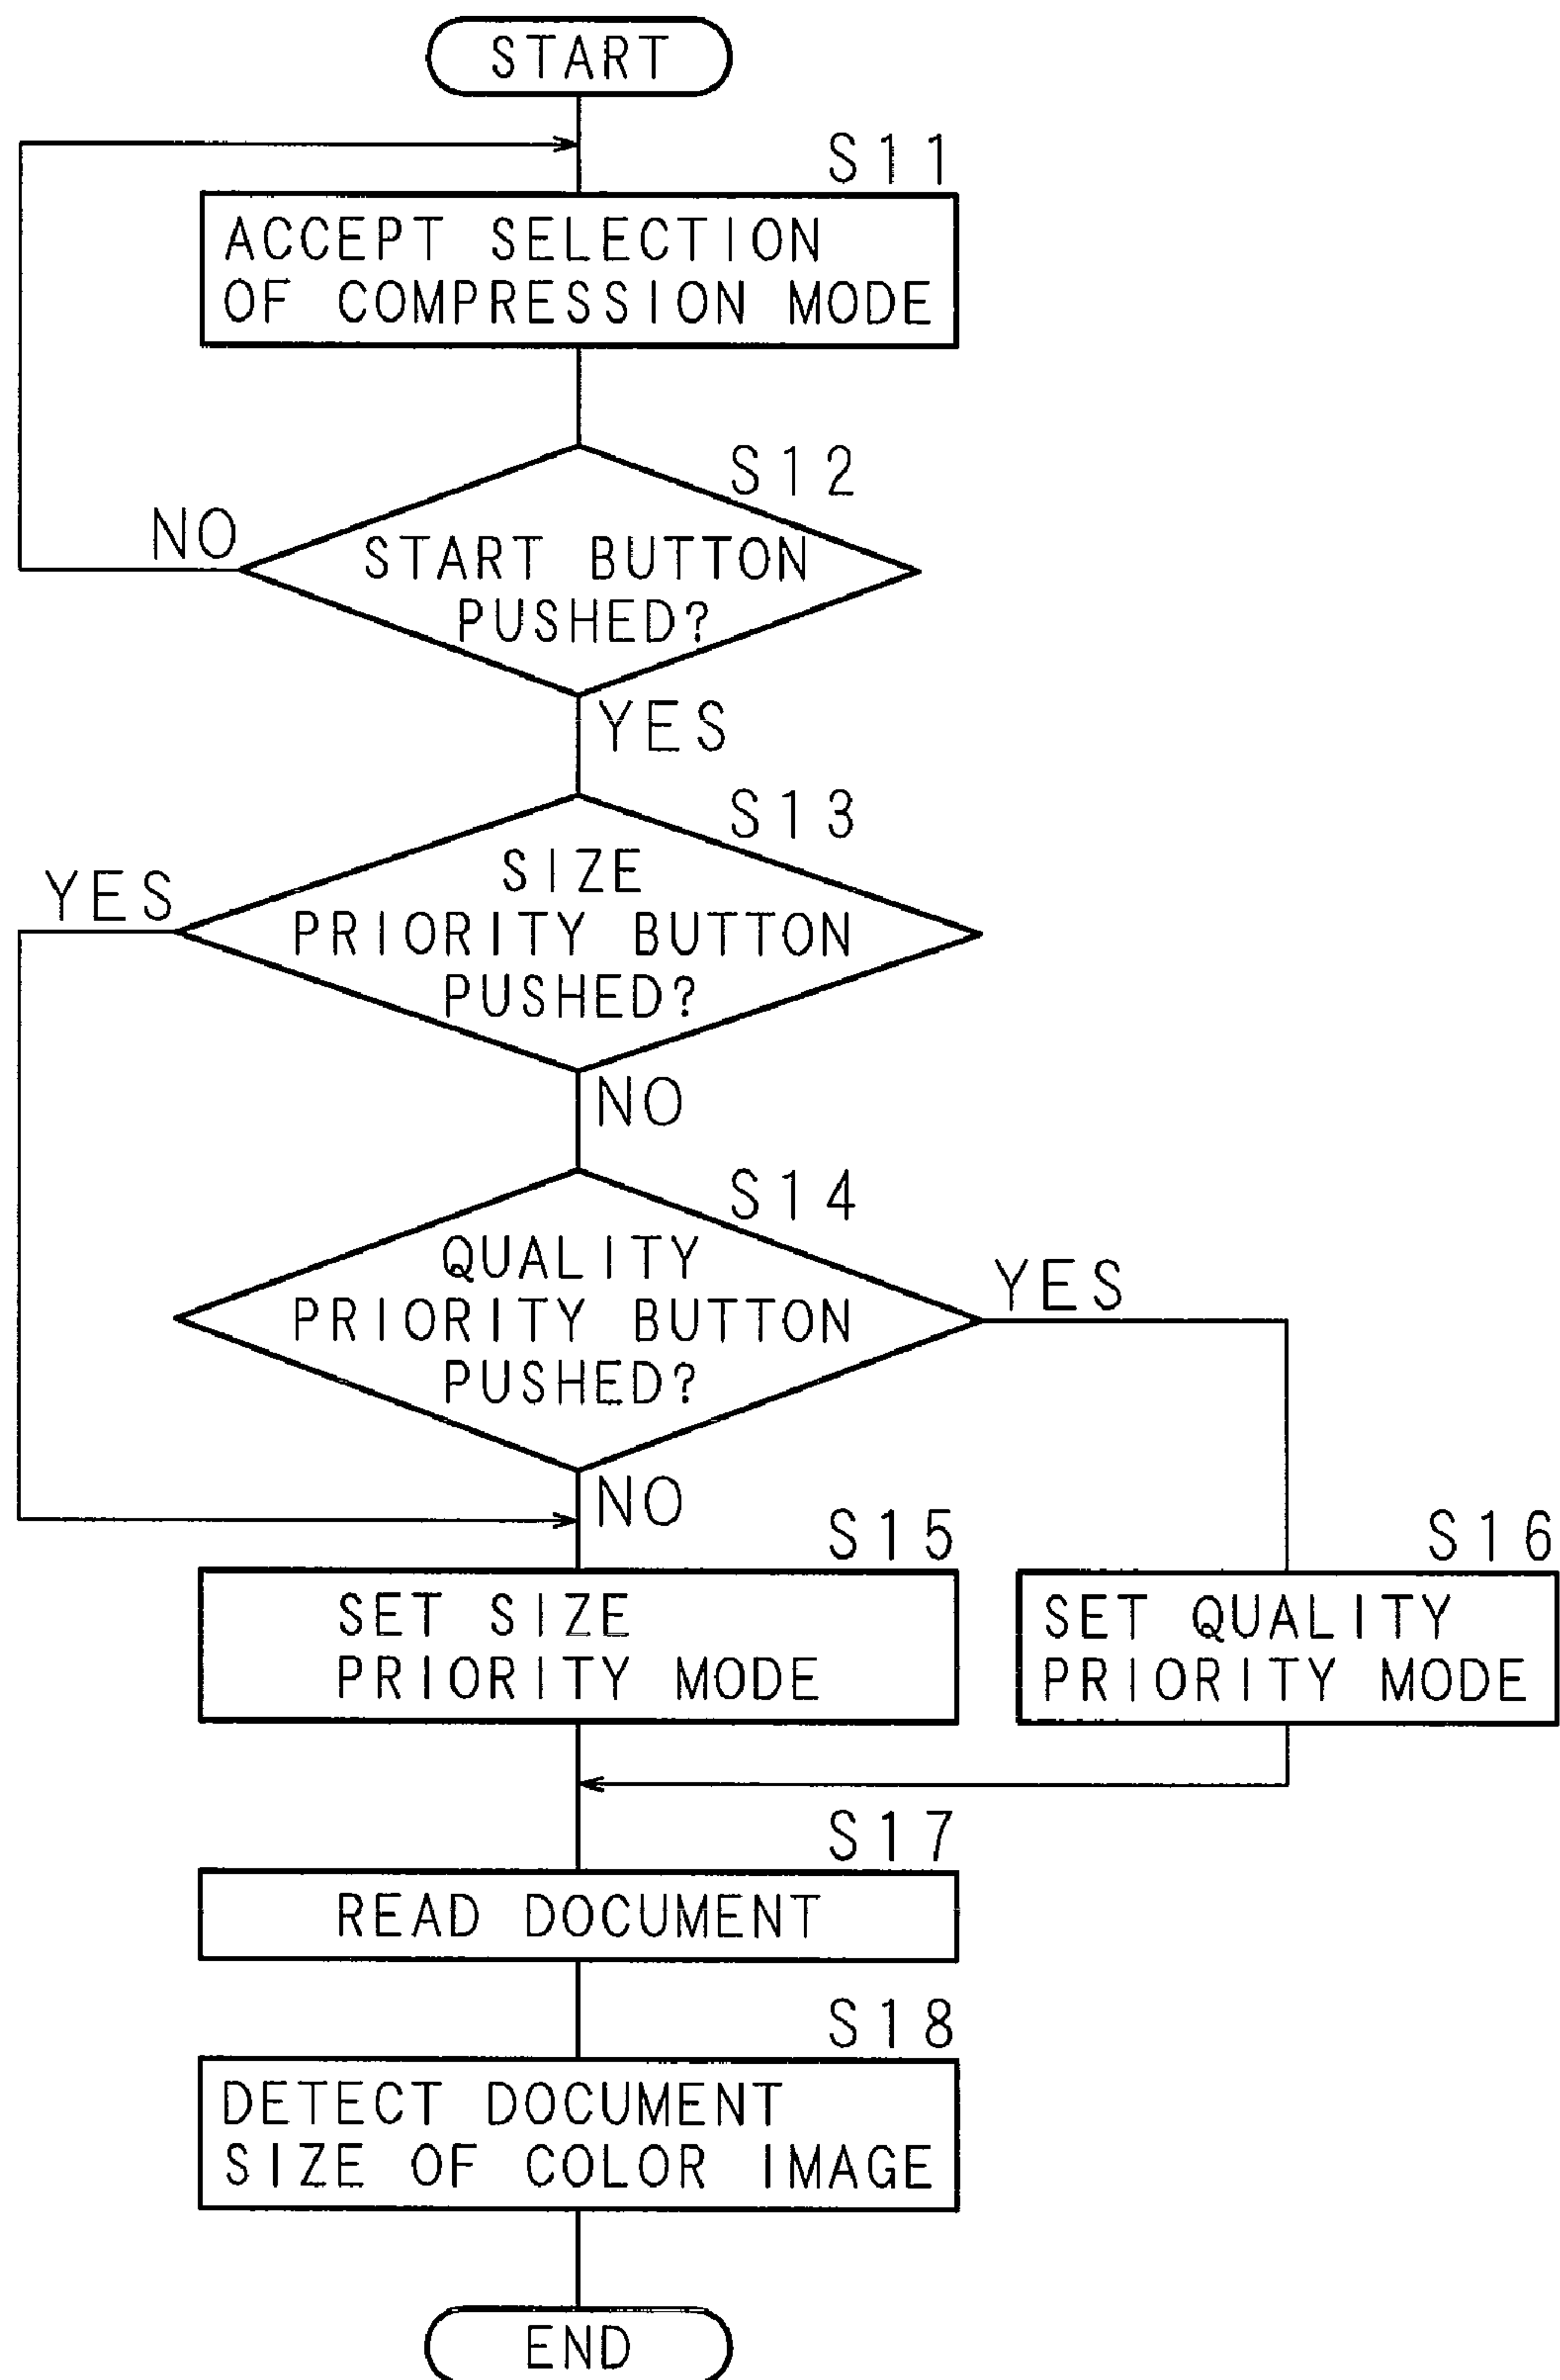 START
S11
ACCEPT SELECTION
OF COMPRESSION MODE
S12
NO
START BUTTON
PUSHED?
YES
S13
YES
SIZE
PRIORITY BUTTON
PUSHED?
NO
S14
QUALITY
PRIORITY BUTTON
PUSHED?
YES
NO
S15
SET SIZE
PRIORITY MODE
S16
SET QUALITY
PRIORITY MODE
S17
READ DOCUMENT
S18
DETECT DOCUMENT
SIZE OF COLOR IMAGE
END